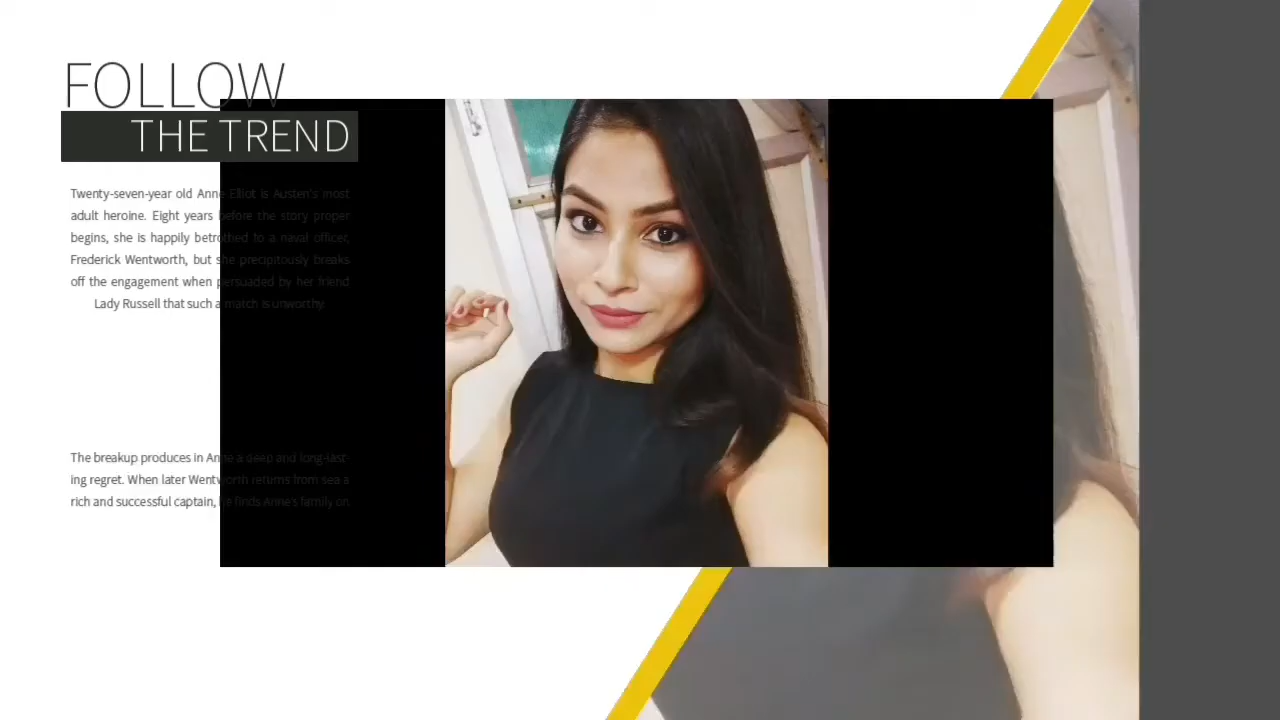 FOLLOW
THE TREND
Twenty-seven-year old Anne Elliot is Austen's most
adult heroine. Eight years before the story proper
begins, she is happily betrothed to a naval officer,
Frederick Wentworth, but she precipitously breaks
off the engagement when persuaded by her friend
Lady Russell that such a match is unworthy
The breakup produces in Anne a deep and long-last-
ing regret. When later Wentworth returns from sea a
rich and successful captain, he finds Anne's family on